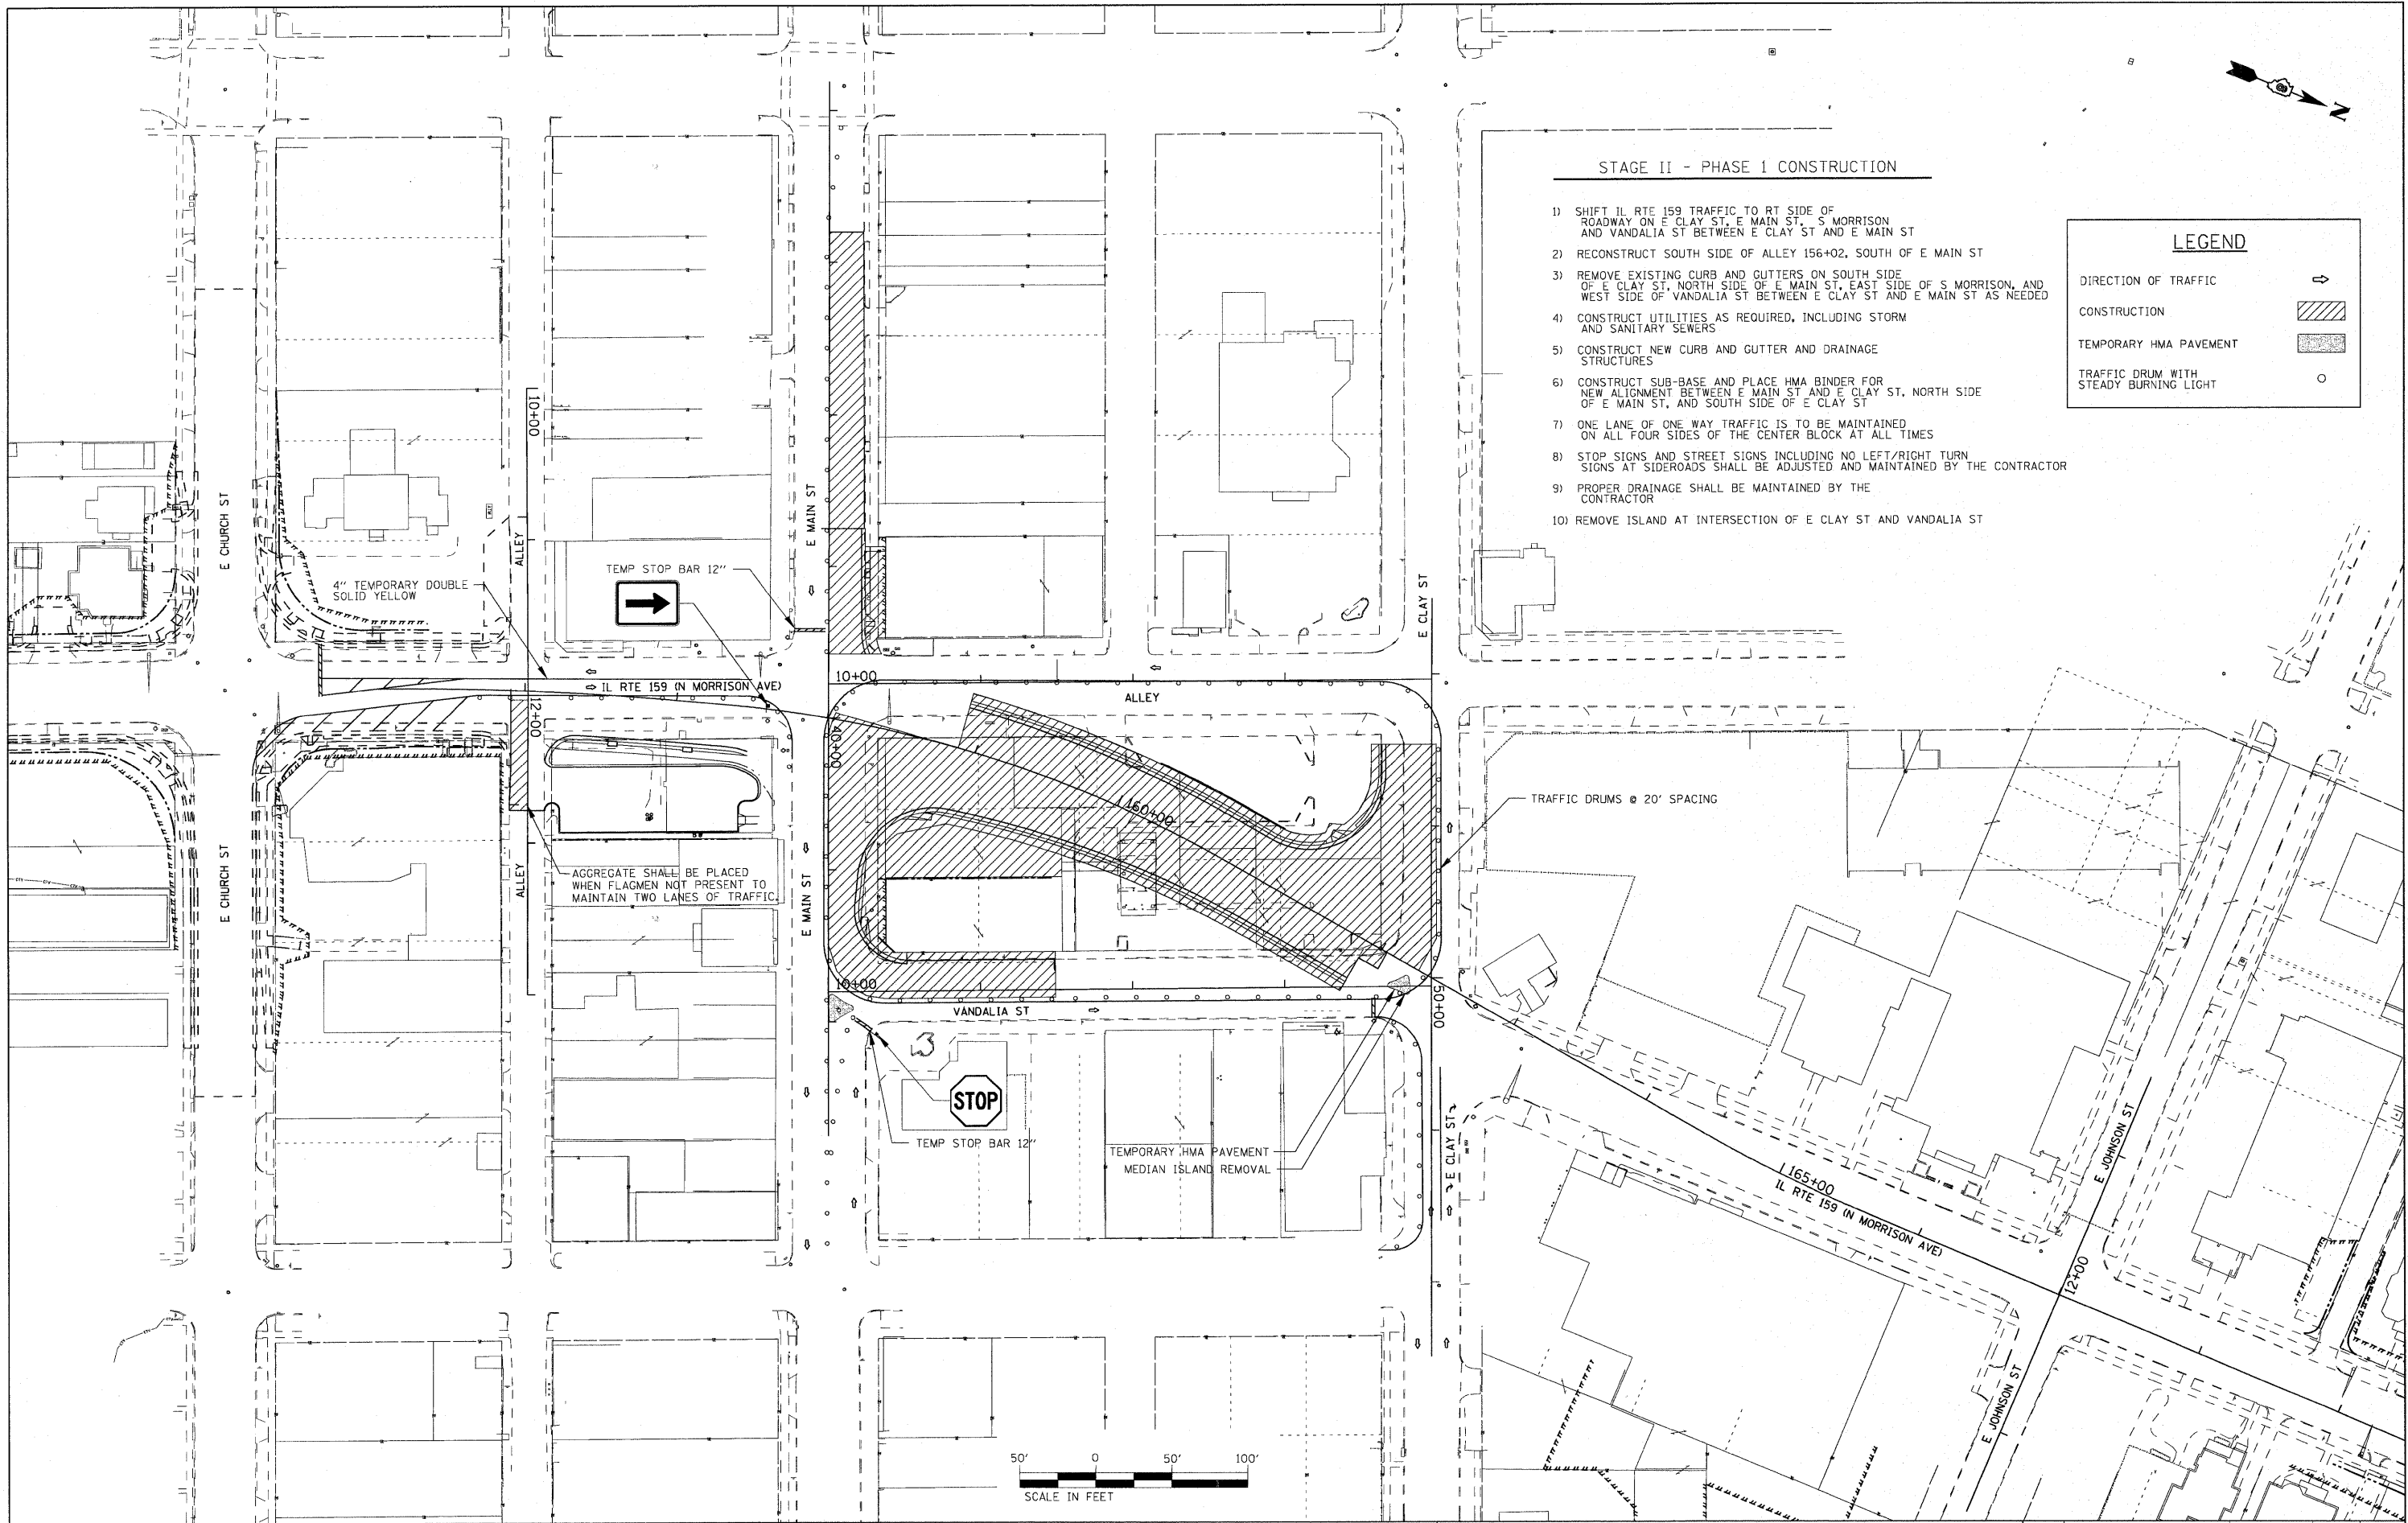 N
STAGE II - PHASE 1 CONSTRUCTION
1) SHIFT IL RTE 159 TRAFFIC TO RT SIDE OF
ROADWAY ON E CLAY ST, E MAIN ST, S MORRISON
AND VANDALIA ST BETWEEN E CLAY ST AND E MAIN ST
2) RECONSTRUCT SOUTH SIDE OF ALLEY 156+02, SOUTH OF E MAIN ST
3) REMOVE EXISTING CURB AND GUTTERS ON SOUTH SIDE
OF E CLAY ST, NORTH SIDE OF E MAIN ST, EAST SIDE OF S MORRISON, AND
WEST SIDE OF VANDALIA ST BETWEEN E CLAY ST AND E MAIN ST AS NEEDED
4) CONSTRUCT UTILITIES AS REQUIRED, INCLUDING STORM
AND SANITARY SEWERS
5) CONSTRUCT NEW CURB AND GUTTER AND DRAINAGE
STRUCTURES
6) CONSTRUCT SUB-BASE AND PLACE HMA BINDER FOR
NEW ALIGNMENT BETWEEN E MAIN ST AND E CLAY ST, NORTH SIDE
OF E MAIN ST, AND SOUTH SIDE OF E CLAY ST
7) ONE LANE OF ONE WAY TRAFFIC IS TO BE MAINTAINED
ON ALL FOUR SIDES OF THE CENTER BLOCK AT ALL TIMES
8) STOP SIGNS AND STREET SIGNS INCLUDING NO LEFT/RIGHT TURN
SIGNS AT SIDEROADS SHALL BE ADJUSTED AND MAINTAINED BY THE CONTRACTOR
9) PROPER DRAINAGE SHALL BE MAINTAINED BY THE
CONTRACTOR
10) REMOVE ISLAND AT INTERSECTION OF E CLAY ST AND VANDALIA ST
LEGEND
DIRECTION OF TRAFFIC
CONSTRUCTION
TEMPORARY HMA PAVEMENT
TRAFFIC DRUM WITH
STEADY BURNING LIGHT
10+00
E CHURCH ST
ALLEY
E MAIN ST
E CLAY ST
4" TEMPORARY DOUBLE
SOLID YELLOW
TEMP STOP BAR 12"
IL RTE 159 (N MORRISON AVE)
10+00
ALLEY
12+00
40+00
160+00
TRAFFIC DRUMS @ 20' SPACING
E CHURCH ST
ALLEY
AGGREGATE SHALL BE PLACED
WHEN FLAGMEN NOT PRESENT TO
MAINTAIN TWO LANES OF TRAFFIC.
E MAIN ST
10+00
VANDALIA ST
50+00
STOP
TEMP STOP BAR 12"
TEMPORARY HMA PAVEMENT
MEDIAN ISLAND REMOVAL
E CLAY ST
165+00
IL RTE 159 (N MORRISON AVE)
E JOHNSON ST
12+00
E JOHNSON ST
50' 0 50' 100'
SCALE IN FEET